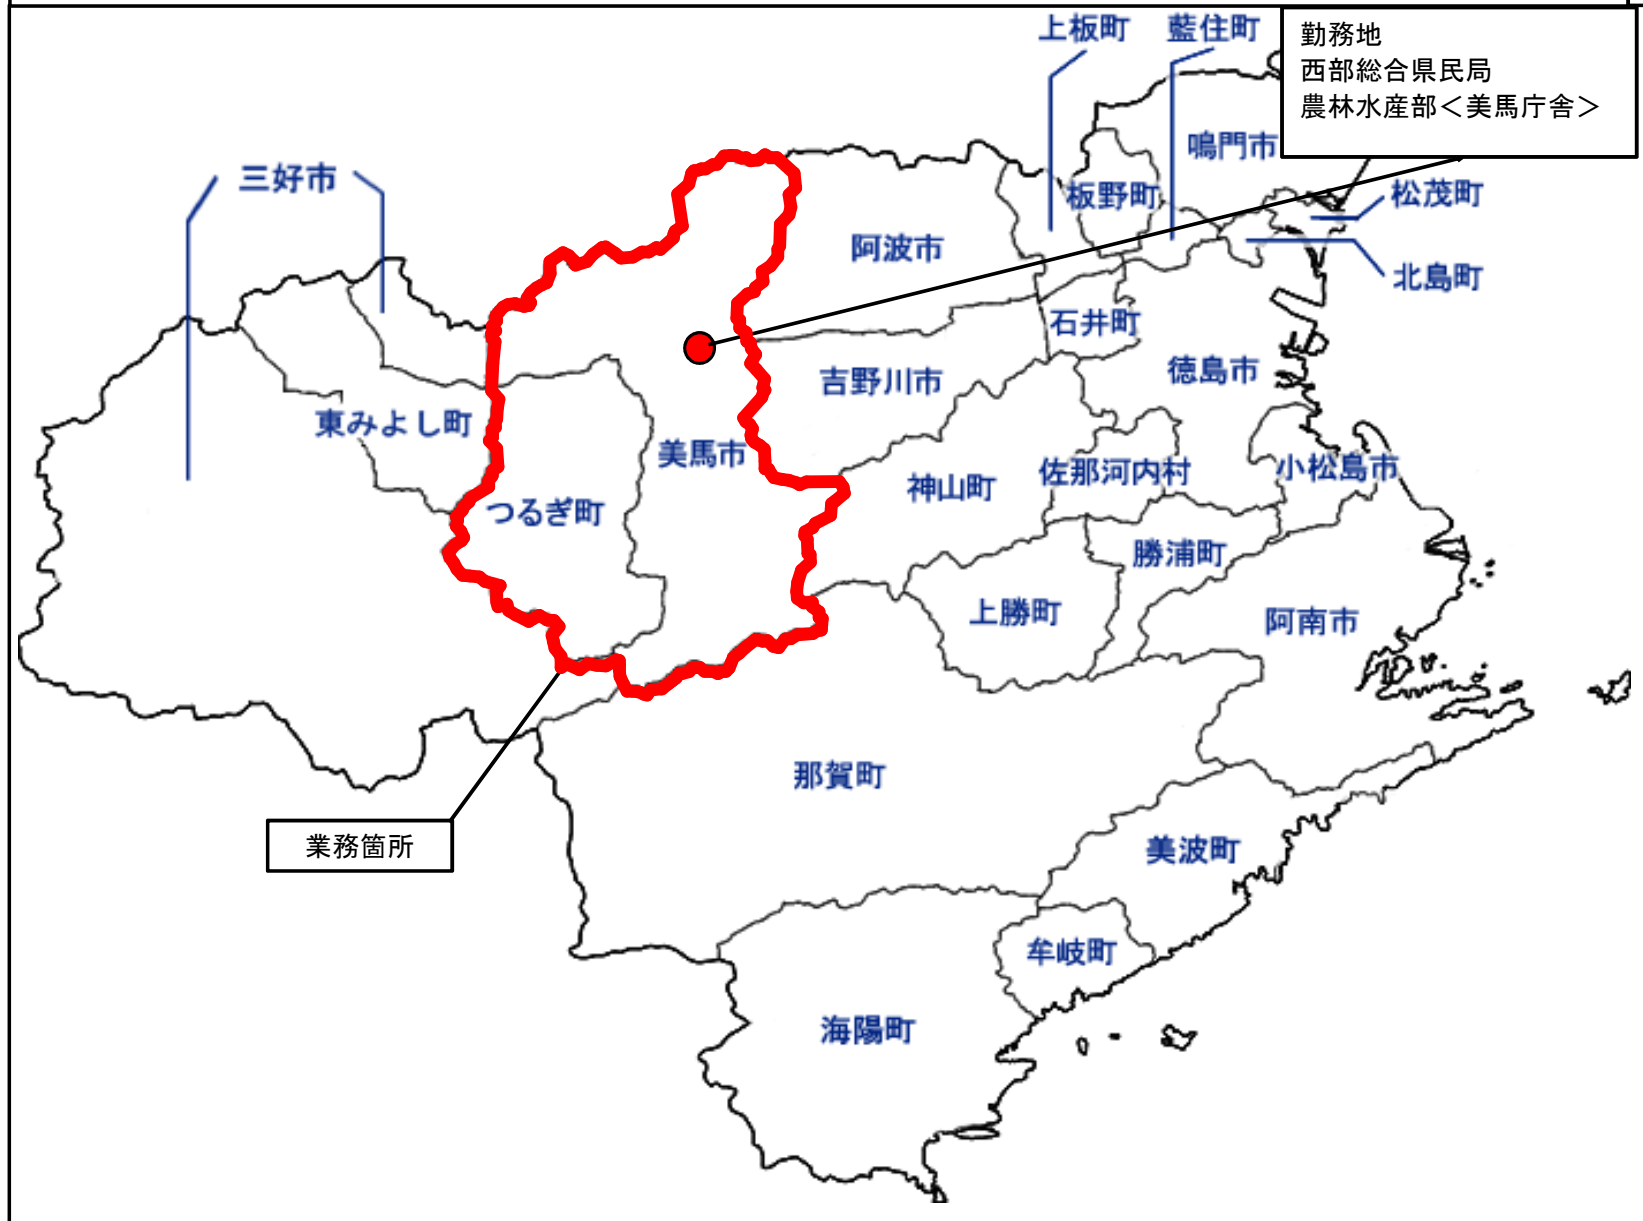 上板町
藍住町
勤務地
西部総合県民局
農林水産部＜美馬庁舎＞
鳴門市
三好市
板野町
松茂町
阿波市
北島町
石井町
徳島市
吉野川市
東みよし町
美馬市
佐那河内村
小松島市
神山町
つるぎ町
勝浦町
上勝町
阿南市
那賀町
業務箇所
美波町
牟岐町
海陽町